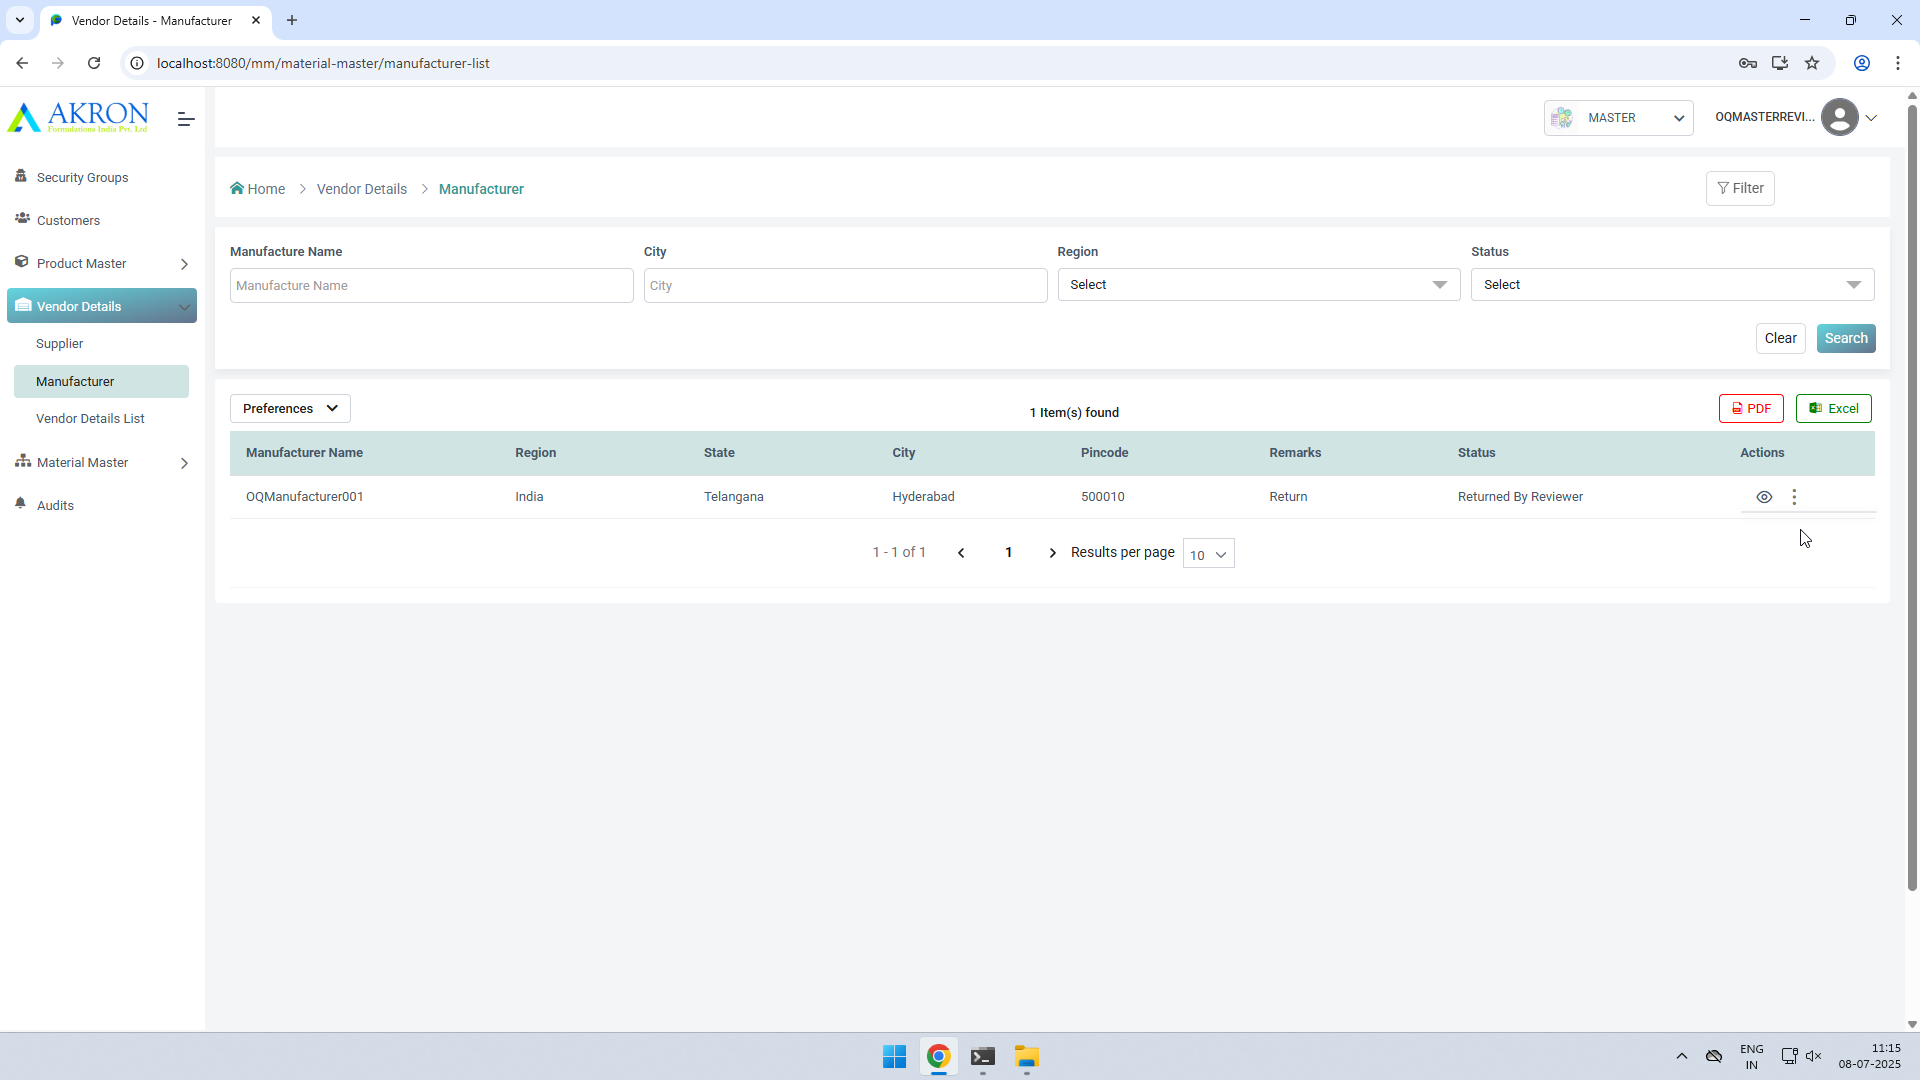 Vendor Details - Manufacturer
localhost:8080/mm/material-master/manufacturer-list
AKRON
Formulations India Pvt. Ltd
MASTER
OQMASTERREVI...
Security Groups
Customers
Product Master
Vendor Details
Supplier
Manufacturer
Vendor Details List
Material Master
Audits
Home > Vendor Details > Manufacturer
Filter
Manufacture Name City Region Status
Manufacture Name City Select Select
Clear Search
Preferences
1 Item(s) found
PDF Excel
Manufacturer Name Region State City Pincode Remarks Status Actions
OQManufacturer001 India Telangana Hyderabad 500010 Return Returned By Reviewer
1 - 1 of 1 1 Results per page 10
ENG
IN
11:15
08-07-2025